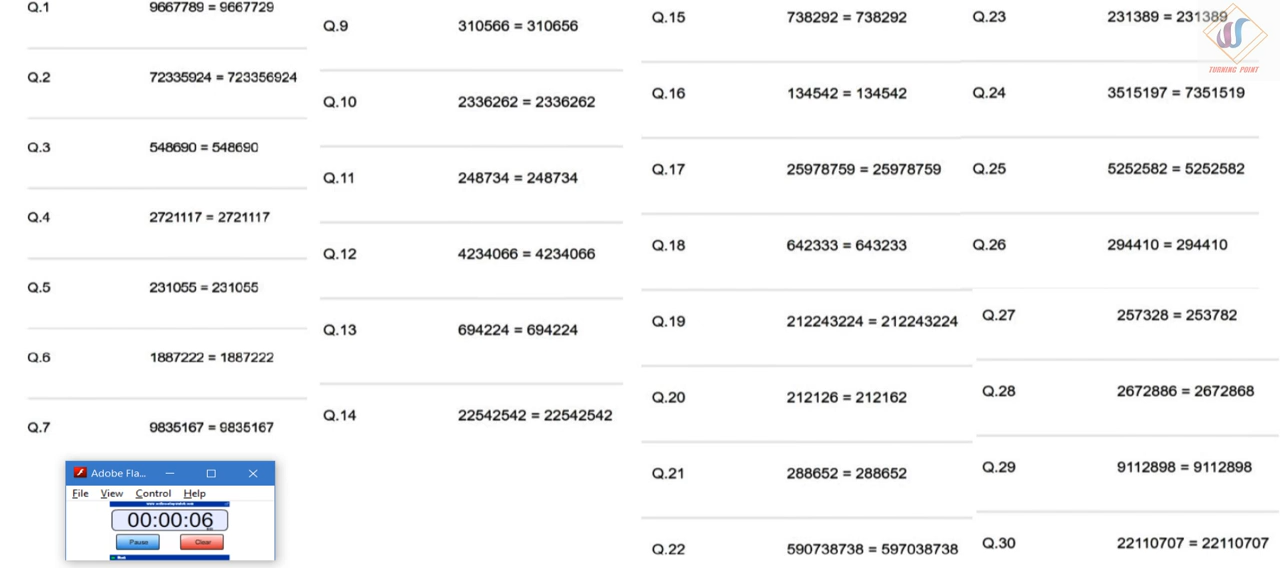 Q.1 9667789 = 9667729
Q.2 72335924 = 723356924
Q.3 548690 = 548690
Q.4 2721117 = 2721117
Q.5 231055 = 231055
Q.6 1887222 = 1887222
Q.7 9835167 = 9835167
Adobe Fla...
File View Control Help
00:00:06
Pause Clear
Q.9 310566 = 310656
Q.10 2336262 = 2336262
Q.11 248734 = 248734
Q.12 4234066 = 4234066
Q.13 694224 = 694224
Q.14 22542542 = 22542542
Q.15 738292 = 738292
Q.16 134542 = 134542
Q.17 25978759 = 25978759
Q.18 642333 = 643233
Q.19 212243224 = 212243224
Q.20 212126 = 212162
Q.21 288652 = 288652
Q.22 590738738 = 597038738
Q.23 231389 = 231389
TURNING POINT
Q.24 3515197 = 7351519
Q.25 5252582 = 5252582
Q.26 294410 = 294410
Q.27 257328 = 253782
Q.28 2672886 = 2672868
Q.29 9112898 = 9112898
Q.30 22110707 = 22110707